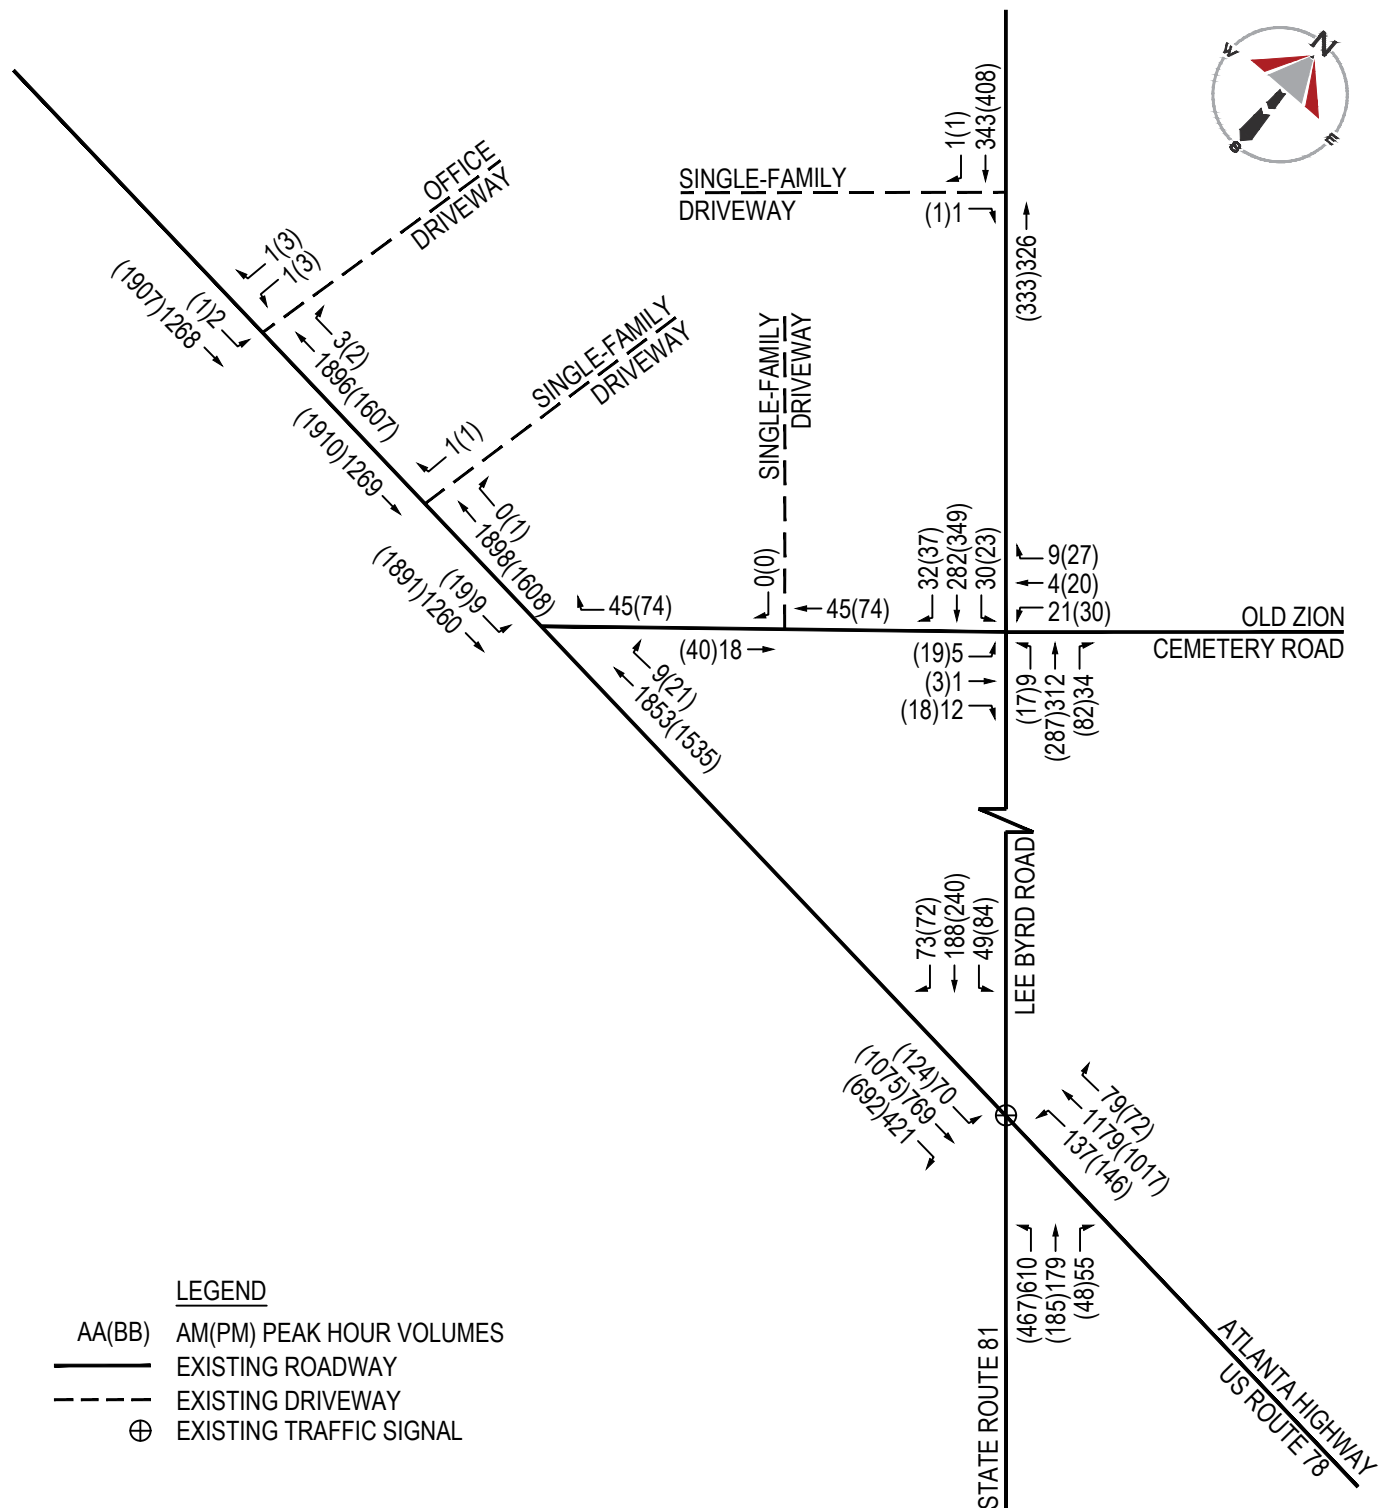 N
W
E
S
1(1)
343(408)
SINGLE-FAMILY
DRIVEWAY
(1)1
(333)326
OFFICE
DRIVEWAY
1(3)
1(3)
(1)2
(1907)1268
3(2)
1896(1607)
SINGLE-FAMILY
DRIVEWAY
1(1)
(1910)1269
0(1)
1898(1608)
SINGLE-FAMILY
DRIVEWAY
0(0)
45(74)
(40)18
(19)9
(1891)1260
45(74)
9(21)
1853(1535)
32(37)
282(349)
30(23)
9(27)
4(20)
21(30)
OLD ZION
CEMETERY ROAD
(19)5
(3)1
(18)12
(17)9
(287)312
(82)34
LEE BYRD ROAD
73(72)
188(240)
49(84)
(124)70
(1075)769
(692)421
79(72)
1179(1017)
137(146)
(467)610
(185)179
(48)55
STATE ROUTE 81
ATLANTA HIGHWAY
US ROUTE 78
LEGEND
AA(BB) AM(PM) PEAK HOUR VOLUMES
EXISTING ROADWAY
EXISTING DRIVEWAY
EXISTING TRAFFIC SIGNAL